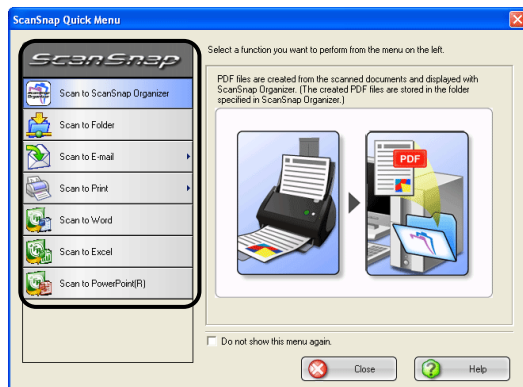 ScanSnap Quick Menu
ScanSnap
Scan to ScanSnap Organizer
Scan to Folder
Scan to E-mail
Scan to Print
Scan to Word
Scan to Excel
Scan to PowerPoint(R)
Select a function you want to perform from the menu on the left.
PDF files are created from the scanned documents and displayed with
ScanSnap Organizer. (The created PDF files are stored in the folder
specified in ScanSnap Organizer.)
PDF
Do not show this menu again.
Close
Help